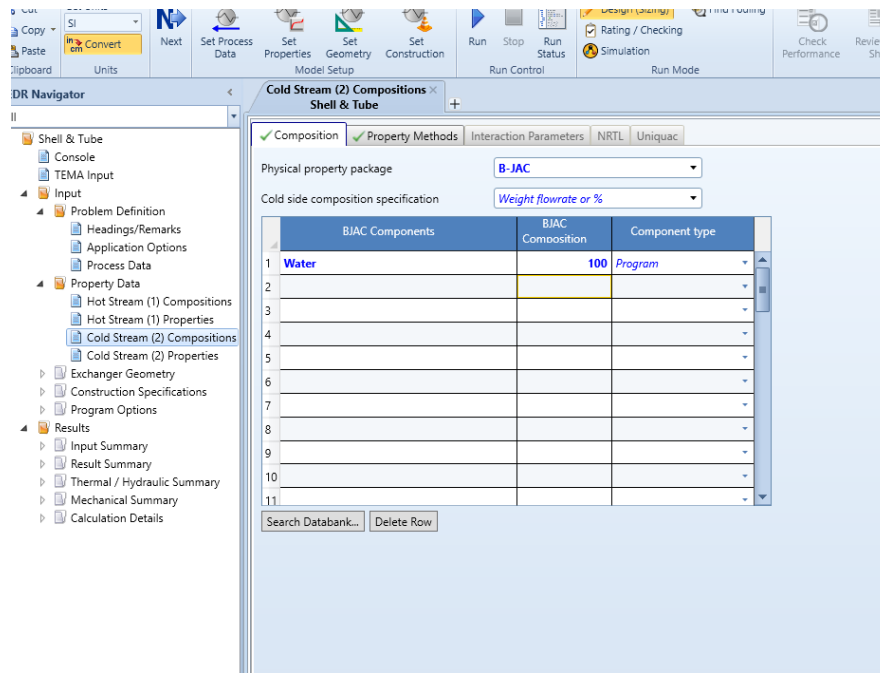 Cut
SI
Copy
Paste
Convert
Clipboard
Units
Next
Set Process Data
Set Properties
Set Geometry
Set Construction
Model Setup
Run
Stop
Run Status
Run Control
Design (Sizing)
Find Fouling
Rating / Checking
Simulation
Run Mode
Check Performance
EDR Navigator
Shell & Tube
Console
TEMA Input
Input
Problem Definition
Headings/Remarks
Application Options
Process Data
Property Data
Hot Stream (1) Compositions
Hot Stream (1) Properties
Cold Stream (2) Compositions
Cold Stream (2) Properties
Exchanger Geometry
Construction Specifications
Program Options
Results
Input Summary
Result Summary
Thermal / Hydraulic Summary
Mechanical Summary
Calculation Details
Cold Stream (2) Compositions
Shell & Tube
Composition
Property Methods
Interaction Parameters
NRTL
Uniquac
Physical property package
B-JAC
Cold side composition specification
Weight flowrate or %
BJAC Components
BJAC Composition
Component type
1 Water 100 Program
2
3
4
5
6
7
8
9
10
11
Search Databank...
Delete Row